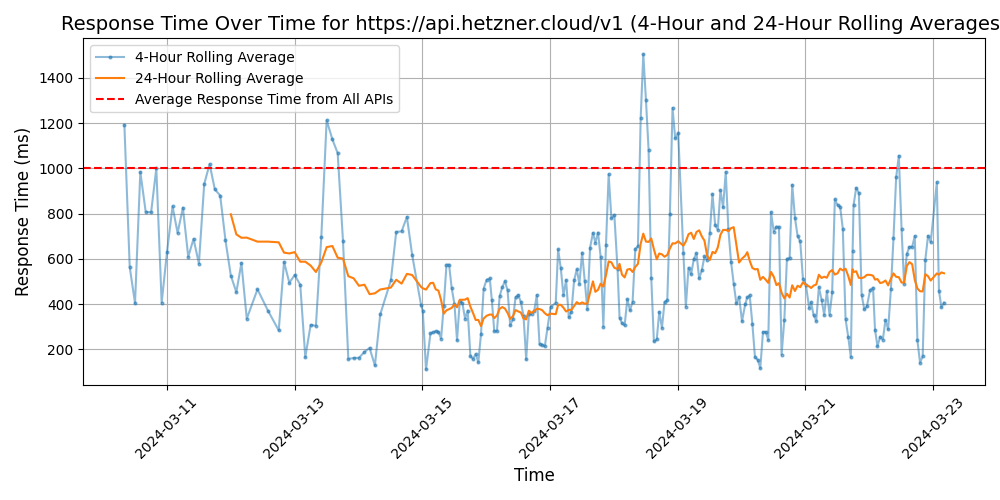 Response Time Over Time for https://api.hetzner.cloud/v1 (4-Hour and 24-Hour Rolling Averages
4-Hour Rolling Average
24-Hour Rolling Average
Average Response Time from All APIs
Response Time (ms)
1400
1200
1000
800
600
400
200
2024-03-11
2024-03-13
2024-03-15
2024-03-17
2024-03-19
2024-03-21
2024-03-23
Time